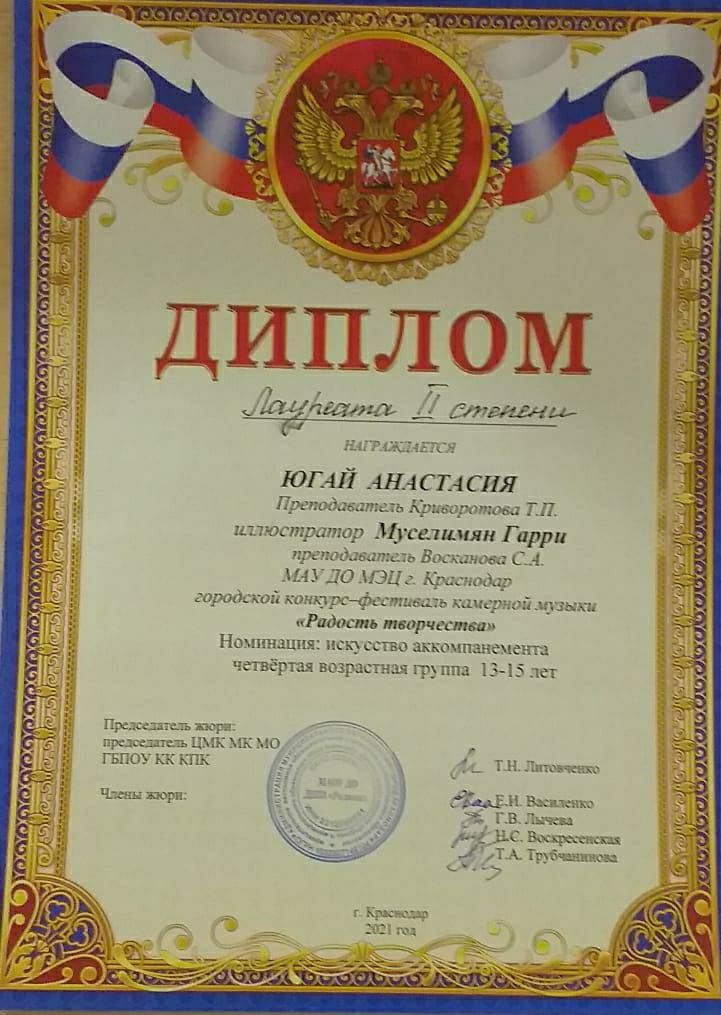 ДИПЛОМ
Лауреата II степени
НАГРАЖДАЕТСЯ
ЮГАЙ АНАСТАСИЯ
Преподаватель Криворотова Т.П.
иллюстратор Муселимян Гарри
преподаватель Восканова С.А.
МАУ ДО МЭЦ г. Краснодар
городской конкурс–фестиваль камерной музыки
«Радость творчества»
Номинация: искусство аккомпанемента
четвёртая возрастная группа 13-15 лет
Председатель жюри:
председатель ЦМК МК МО
ГБПОУ КК КПК
Т.Н. Литовченко
Члены жюри:
Е.И. Василенко
Г.В. Лычева
Н.С. Воскресенская
Т.А. Трубчанинова
г. Краснодар
2021 год